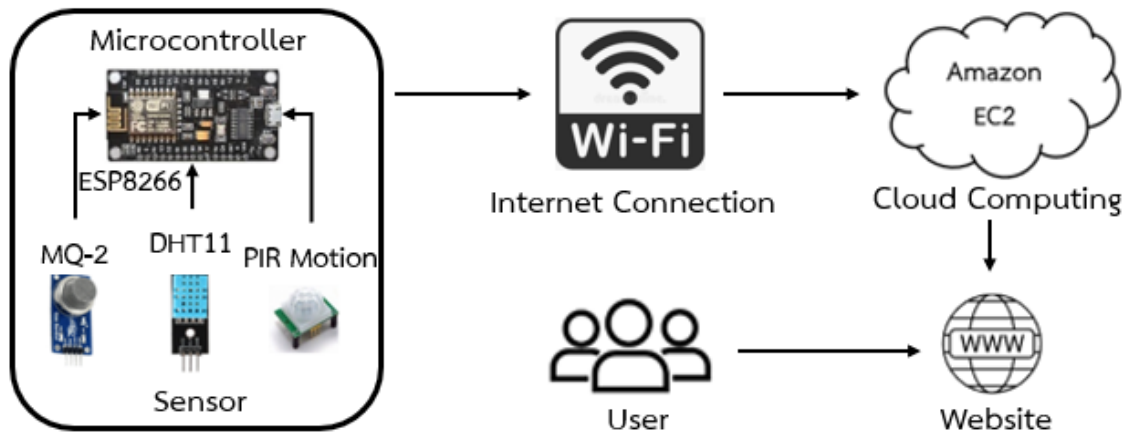 Microcontroller
ESP8266
MQ-2
DHT11
PIR Motion
Sensor
Wi-Fi
Internet Connection
Amazon
EC2
Cloud Computing
User
WWW
Website